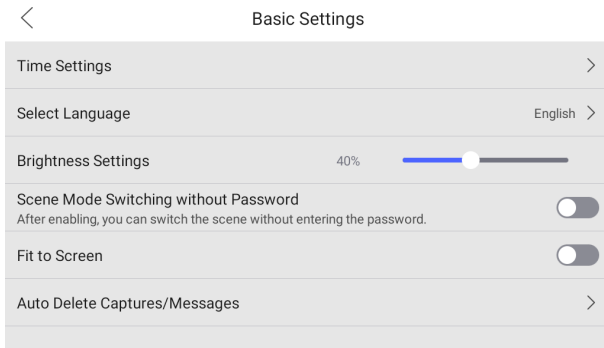 Basic Settings
Time Settings
Select Language English
Brightness Settings 40%
Scene Mode Switching without Password
After enabling, you can switch the scene without entering the password.
Fit to Screen
Auto Delete Captures/Messages